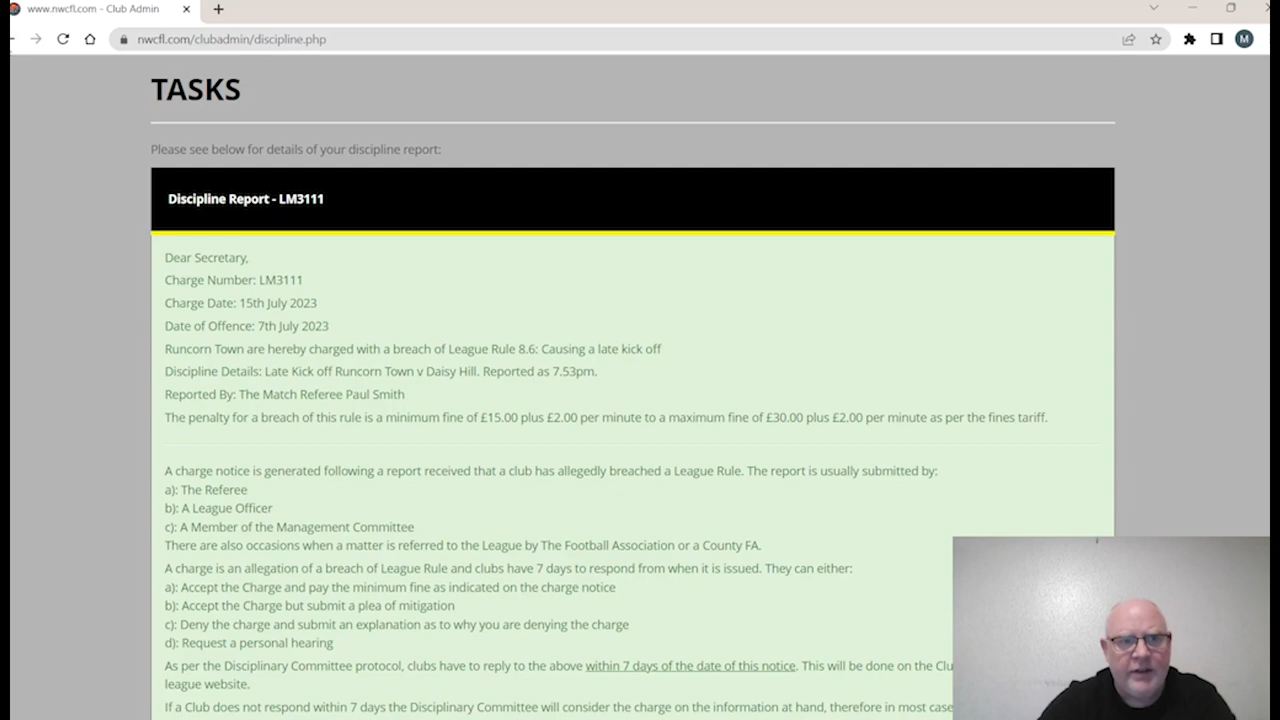 www.nwcfl.com - Club Admin
nwcfl.com/clubadmin/discipline.php
M
TASKS
Please see below for details of your discipline report:
Discipline Report - LM3111
Dear Secretary,
Charge Number: LM3111
Charge Date: 15th July 2023
Date of Offence: 7th July 2023
Runcorn Town are hereby charged with a breach of League Rule 8.6: Causing a late kick off
Discipline Details: Late Kick off Runcorn Town v Daisy Hill. Reported as 7.53pm.
Reported By: The Match Referee Paul Smith
The penalty for a breach of this rule is a minimum fine of £15.00 plus £2.00 per minute to a maximum fine of £30.00 plus £2.00 per minute as per the fines tariff.
A charge notice is generated following a report received that a club has allegedly breached a League Rule. The report is usually submitted by:
a): The Referee
b): A League Officer
c): A Member of the Management Committee
There are also occasions when a matter is referred to the League by The Football Association or a County FA.
A charge is an allegation of a breach of League Rule and clubs have 7 days to respond from when it is issued. They can either:
a): Accept the Charge and pay the minimum fine as indicated on the charge notice
b): Accept the Charge but submit a plea of mitigation
c): Deny the charge and submit an explanation as to why you are denying the charge
d): Request a personal hearing
As per the Disciplinary Committee protocol, clubs have to reply to the above within 7 days of the date of this notice. This will be done on the Clu
league website.
If a Club does not respond within 7 days the Disciplinary Committee will consider the charge on the information at hand, therefore in most case